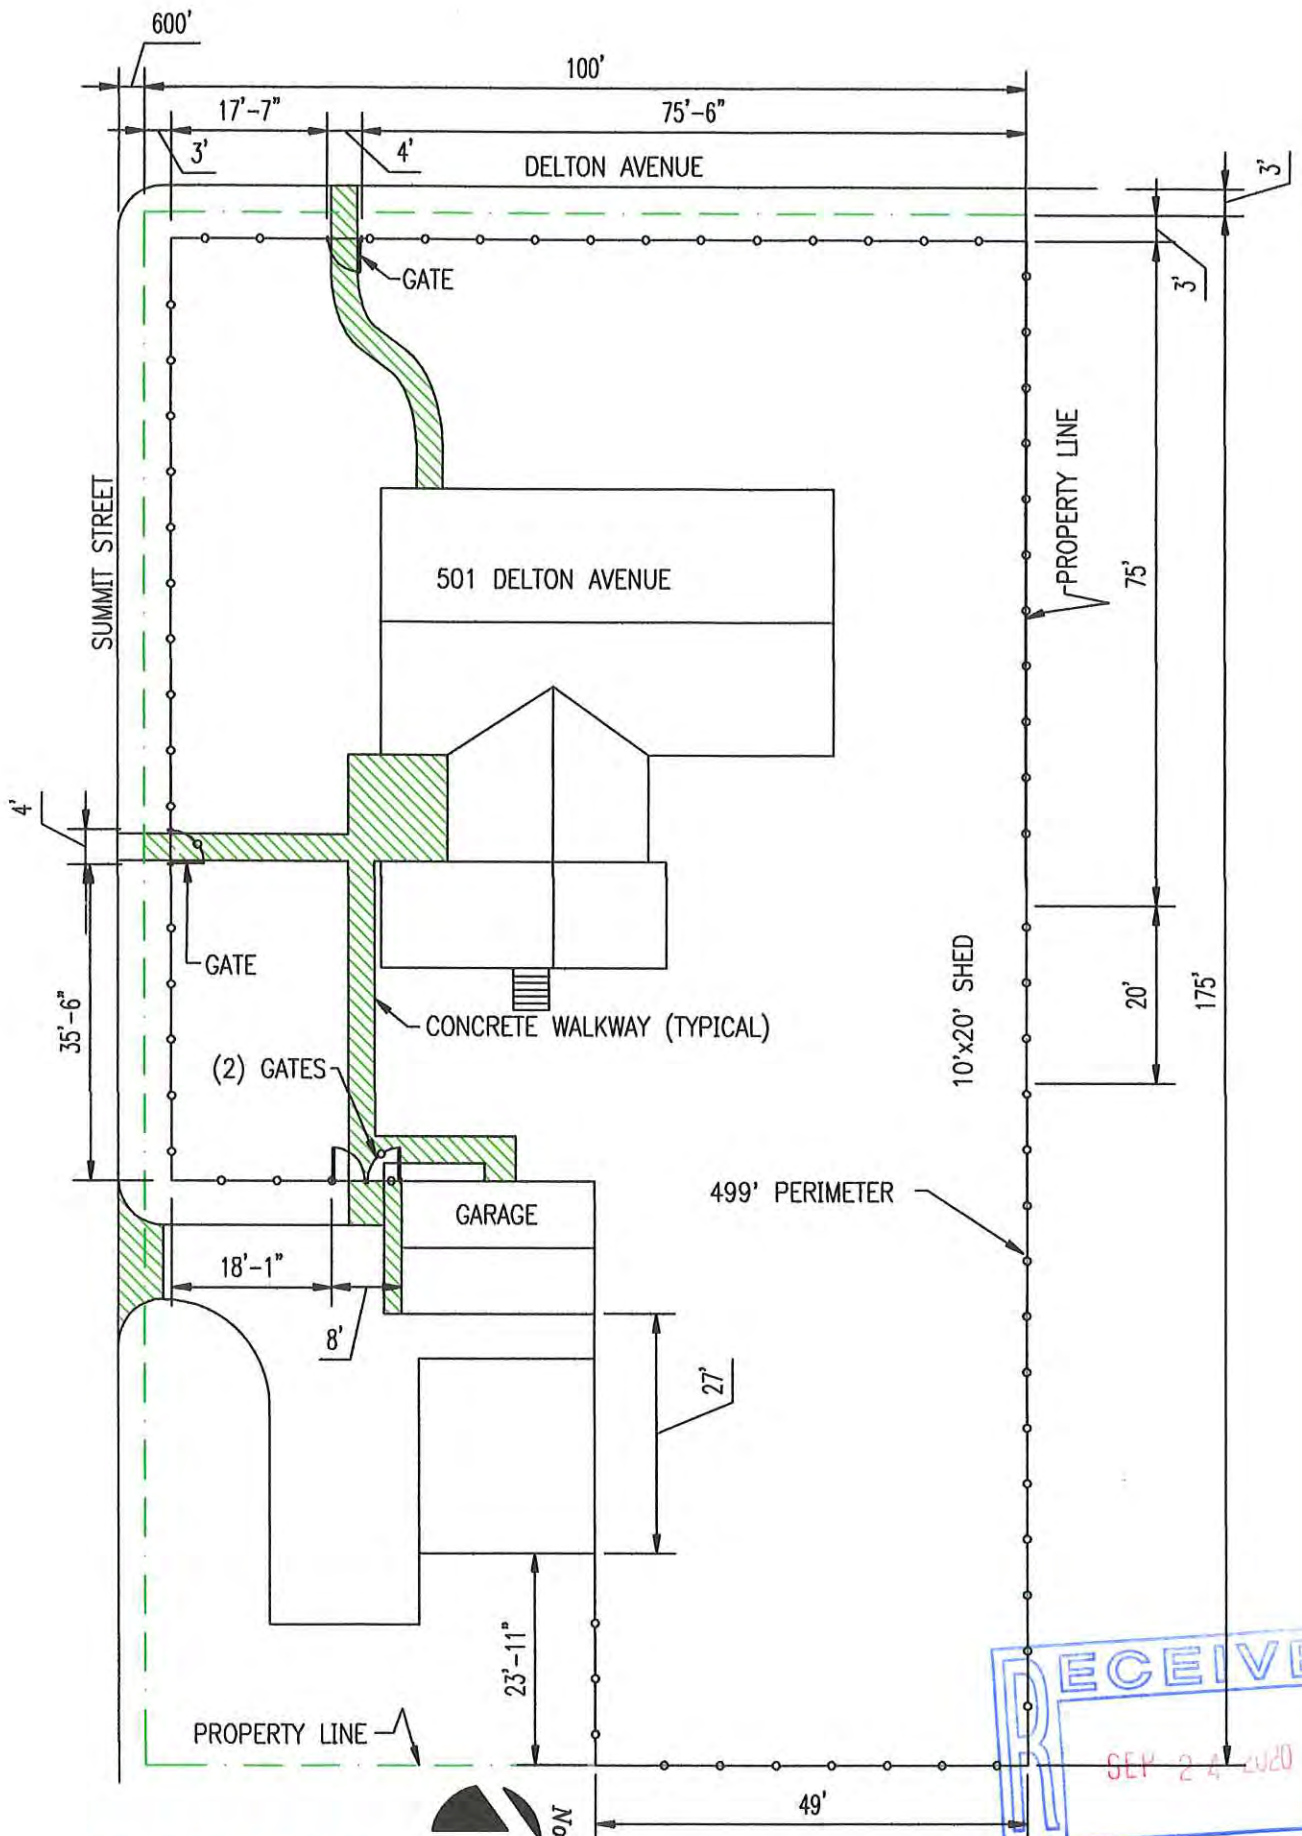 600'
100'
17'-7"
75'-6"
3'
4'
DELTON AVENUE
3'
GATE
3'
SUMMIT STREET
501 DELTON AVENUE
PROPERTY LINE
75'
4'
GATE
35'-6"
CONCRETE WALKWAY (TYPICAL)
10'x20' SHED
20'
175'
(2) GATES
499' PERIMETER
GARAGE
18'-1"
8'
27'
23'-11"
PROPERTY LINE
RECEIVE
SEP 24 2020
49'
No